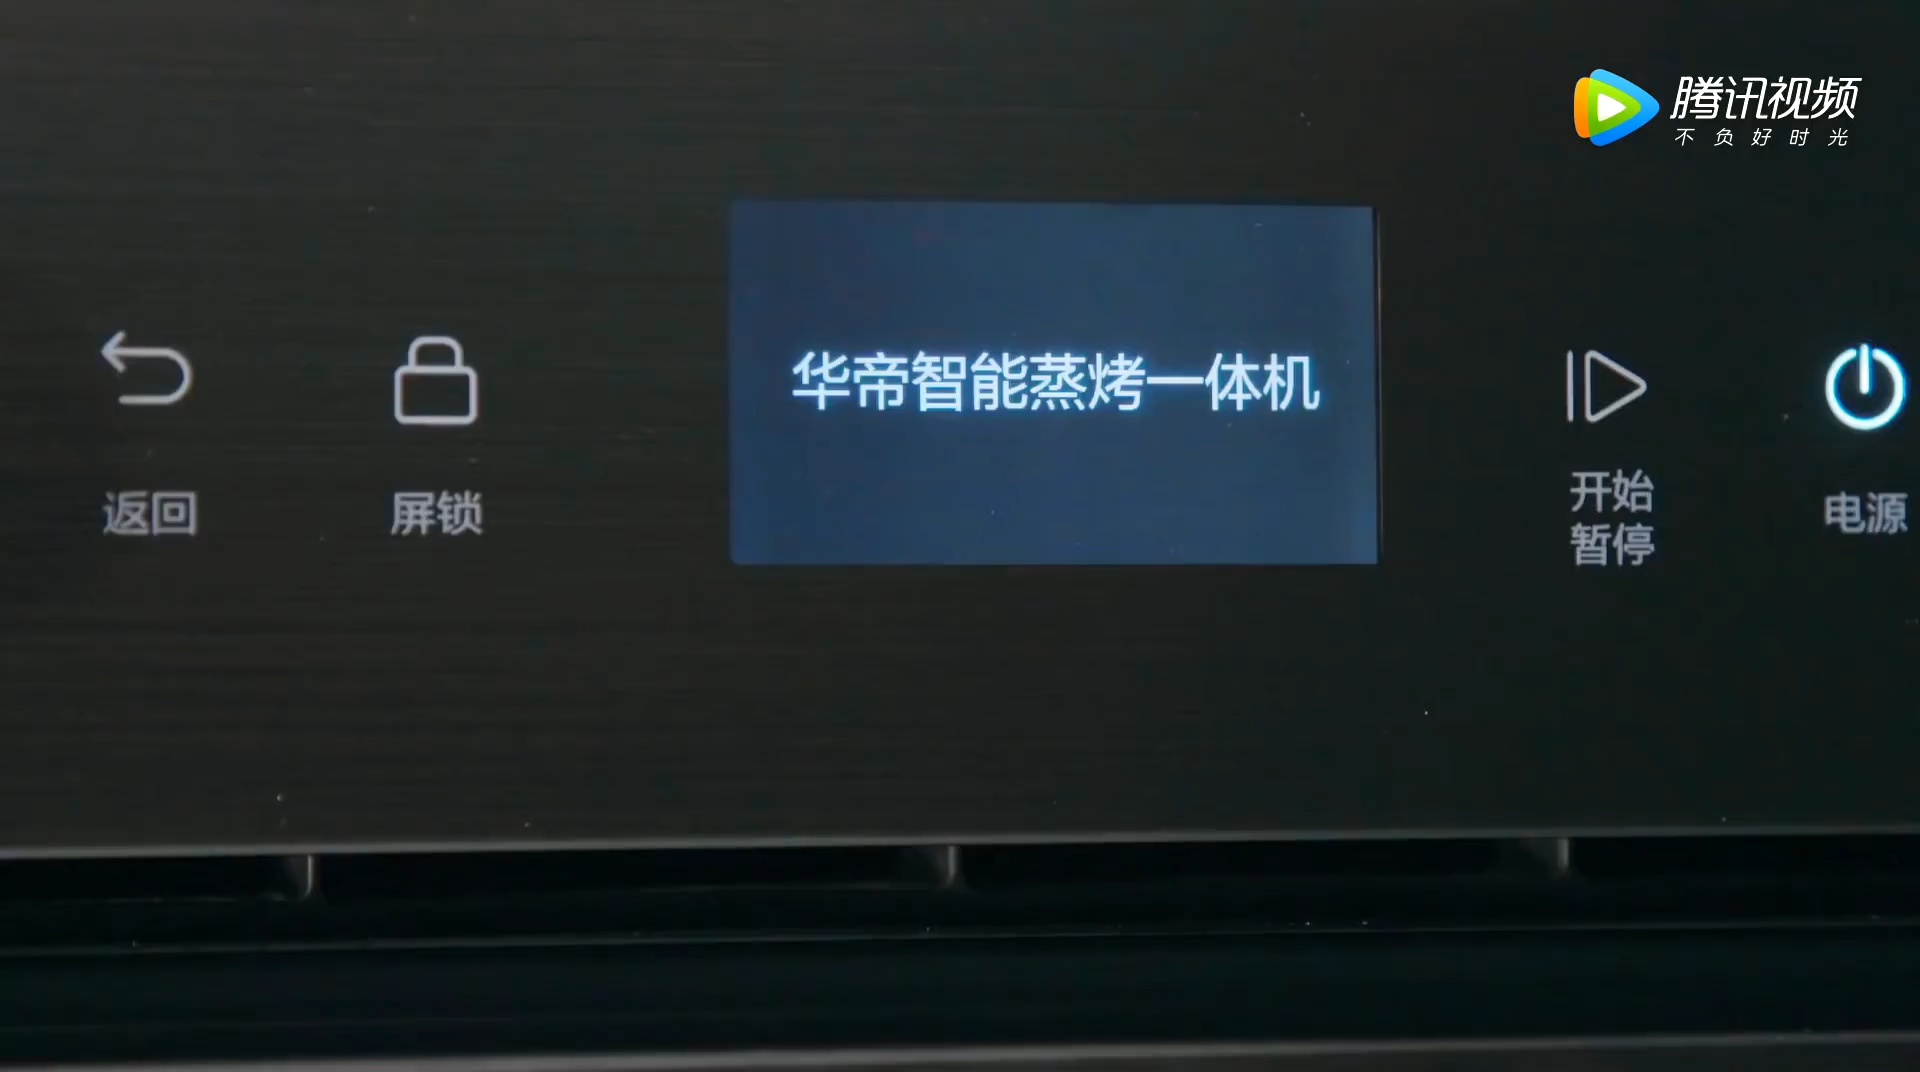 腾讯视频
不负好时光
华帝智能蒸烤一体机
返回
屏锁
开始
暂停
电源